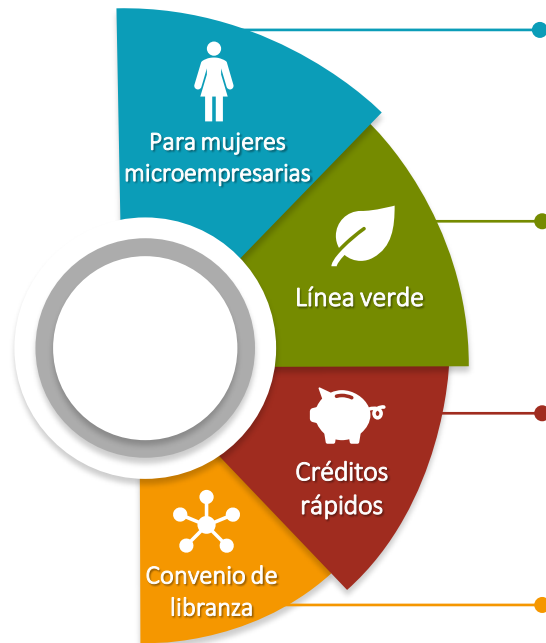 Para mujeres
microempresarias
Línea verde
Créditos
rápidos
Convenio de
libranza